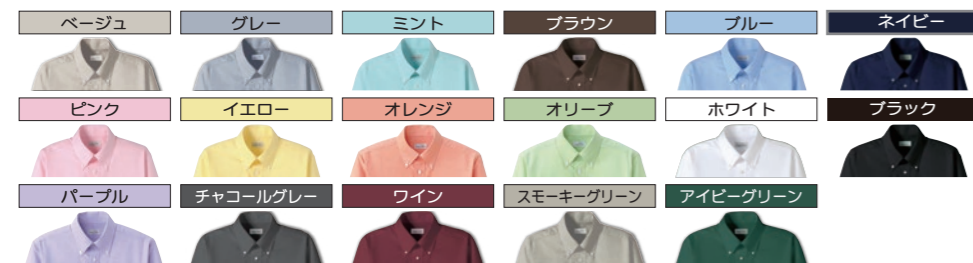 ベージュ
グレー
ミント
ブラウン
ブルー
ネイビー
ピンク
イエロー
オレンジ
オリーブ
ホワイト
ブラック
パープル
チャコールグレー
ワイン
スモーキーグリーン
アイビーグリーン